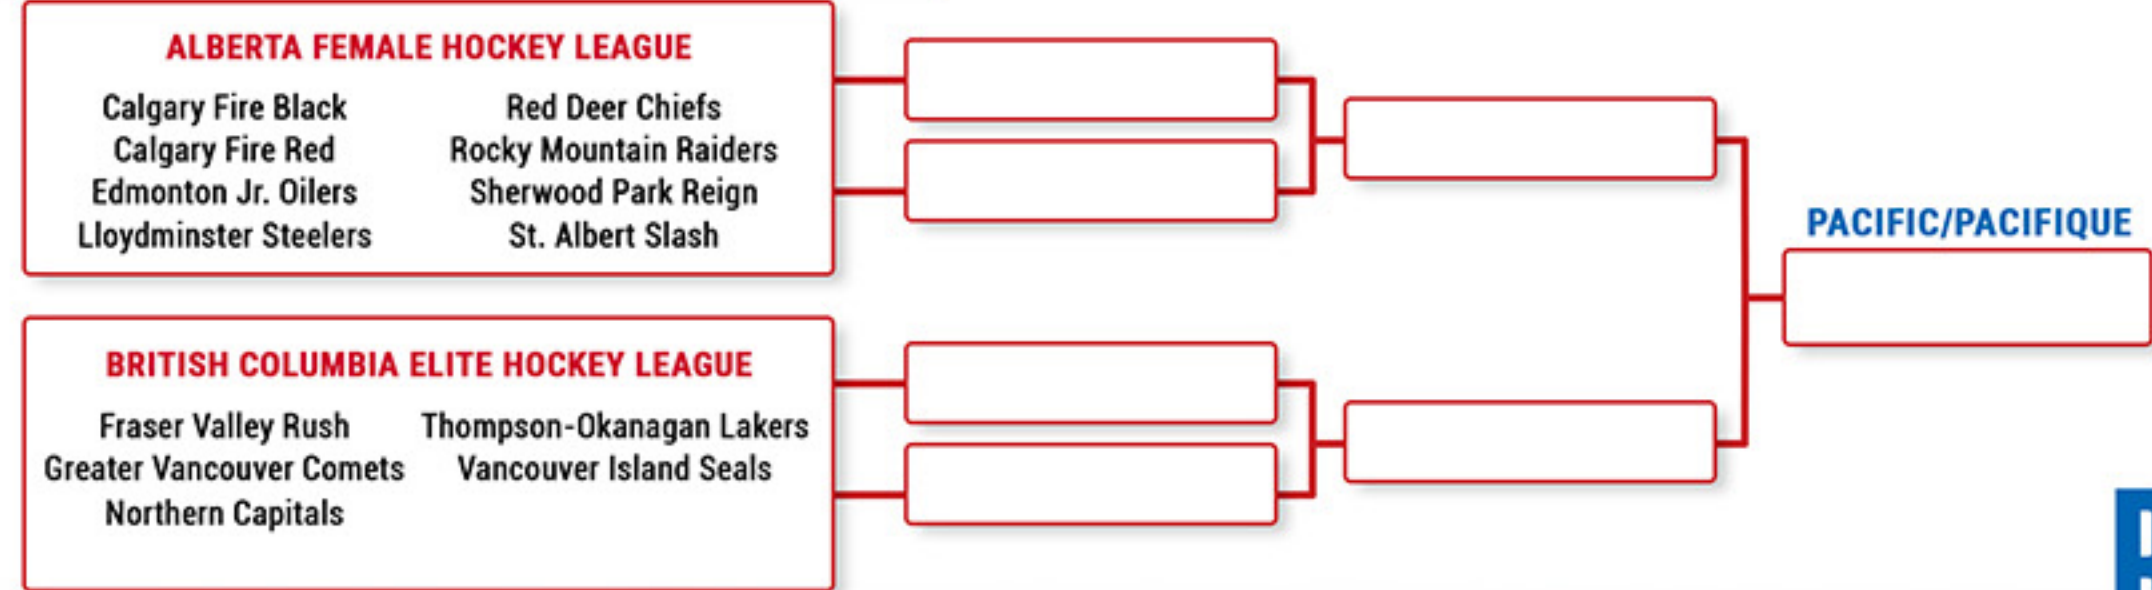 ALBERTA FEMALE HOCKEY LEAGUE
Calgary Fire Black
Calgary Fire Red
Edmonton Jr. Oilers
Lloydminster Steelers
Red Deer Chiefs
Rocky Mountain Raiders
Sherwood Park Reign
St. Albert Slash
PACIFIC/PACIFIQUE
BRITISH COLUMBIA ELITE HOCKEY LEAGUE
Fraser Valley Rush
Greater Vancouver Comets
Northern Capitals
Thompson-Okanagan Lakers
Vancouver Island Seals